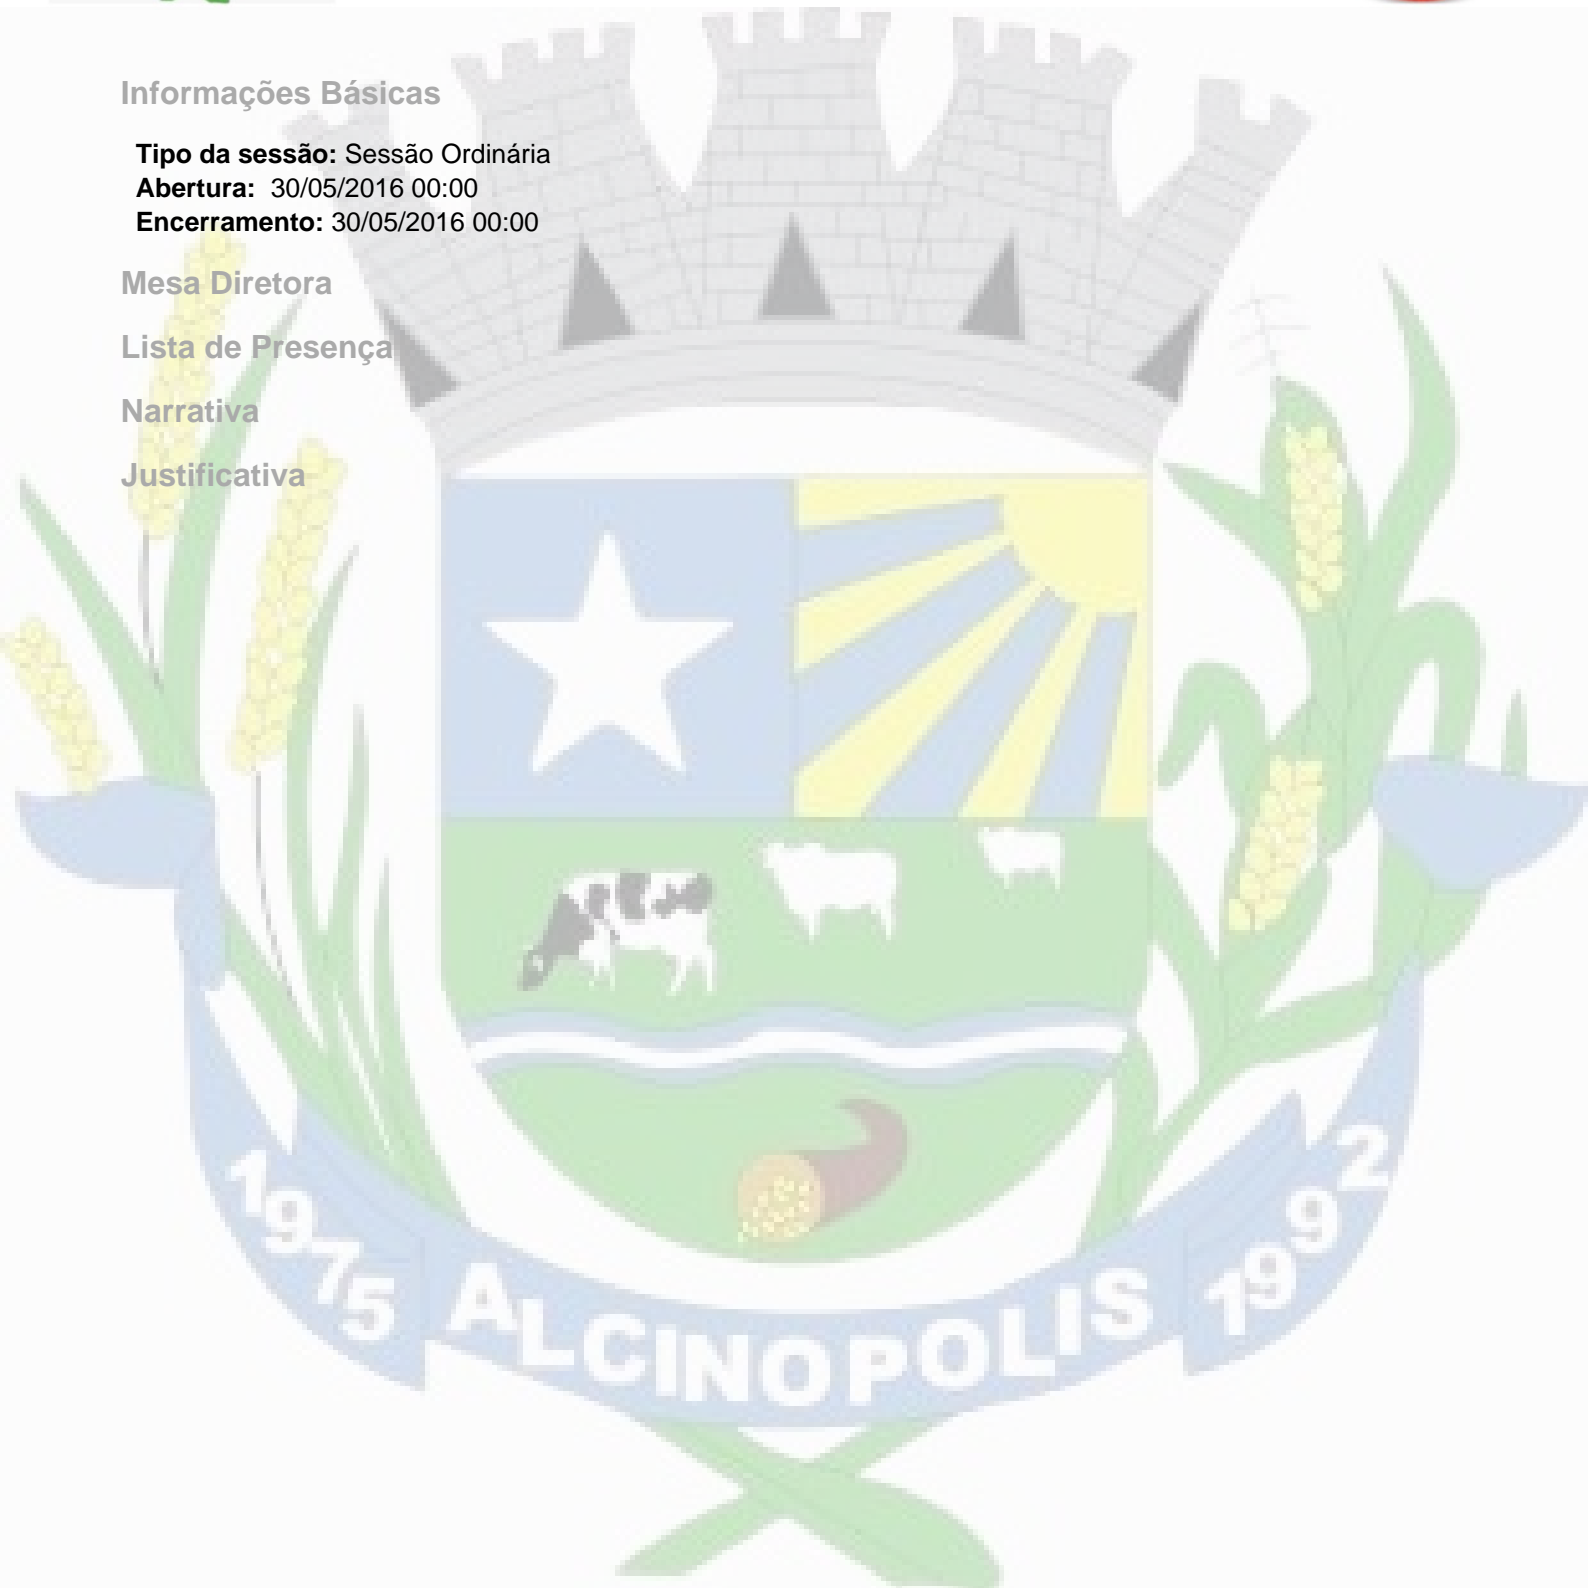 Informações Básicas
Tipo da sessão: Sessão Ordinária
Abertura: 30/05/2016 00:00
Encerramento: 30/05/2016 00:00
Mesa Diretora
Lista de Presença
Narrativa
Justificativa
1975 ALCINOPOLIS 1992